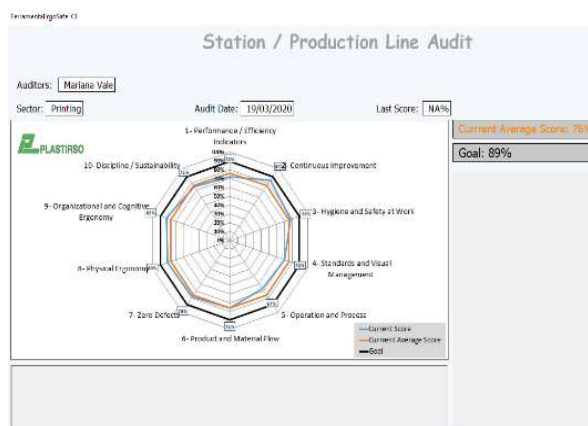 FerramentaErgoSafe CI
Station / Production Line Audit
Auditors: Mariana Vale
Sector: Printing
Audit Date: 19/03/2020
Last Score: NA%
PLASTIRSO
Current Average Score: 76%
Goal: 89%
1- Performance / Efficiency
Indicators
2- Continuous Improvement
3- Hygiene and Safety at Work
4- Standards and Visual
Management
5- Operation and Process
6- Product and Material Flow
7- Zero Defects
8- Physical Ergonomy
9- Organizational and Cognitive
Ergonomy
10- Discipline / Sustainability
100%
90%
80%
70%
60%
50%
40%
30%
20%
10%
0%
Current Score
Current Average Score
Goal